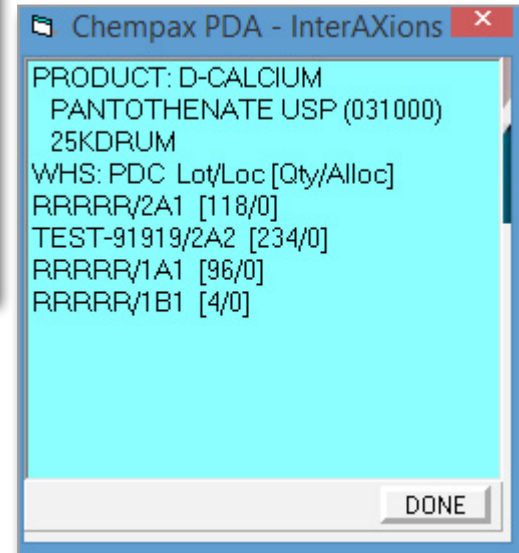 Chempax PDA - InterAXions
PRODUCT: D-CALCIUM
PANTOTHENATE USP (031000)
25KDRUM
WHS: PDC Lot/Loc [Qty/Alloc]
RRRRR/2A1 [118/0]
TEST-91919/2A2 [234/0]
RRRRR/1A1 [96/0]
RRRRR/1B1 [4/0]
DONE